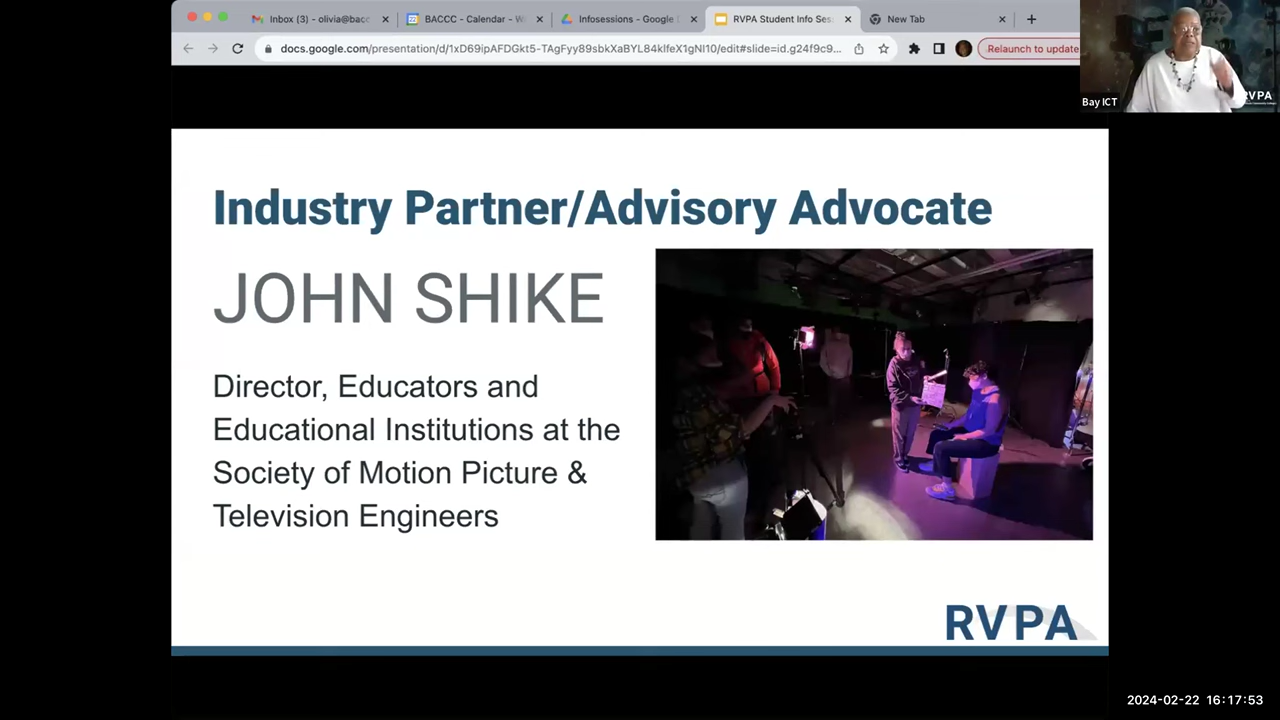 Inbox (3) - olivia@bacc
BACCC - Calendar - W
Infosessions - Google
RVPA Student Info Ses
New Tab
docs.google.com/presentation/d/1xD69ipAFDGkt5-TAgFyy89sbkXaBYL84klfeX1gNl10/edit#slide=id.g24f9c9...
Relaunch to update
Bay ICT
RVPA
Industry Partner/Advisory Advocate
JOHN SHIKE
Director, Educators and
Educational Institutions at the
Society of Motion Picture &
Television Engineers
RVPA
2024-02-22 16:17:53